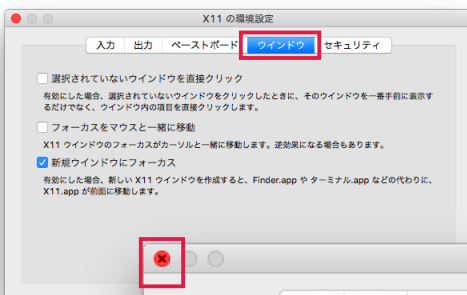 X11 の環境設定
入力 出力 ペーストボード ウインドウ セキュリティ
選択されていないウインドウを直接クリック
有効にした場合、選択されていないウインドウをクリックしたときに、そのウインドウを一番手前に表示す
るだけでなく、ウインドウ内の項目を直接クリックします。
フォーカスをマウスと一緒に移動
X11 ウインドウのフォーカスがカーソルと一緒に移動します。逆効果になる場合もあります。
新規ウインドウにフォーカス
有効にした場合、新しい X11 ウインドウを作成すると、Finder.app や ターミナル.app などの代わりに、
X11.app が前面に移動します。